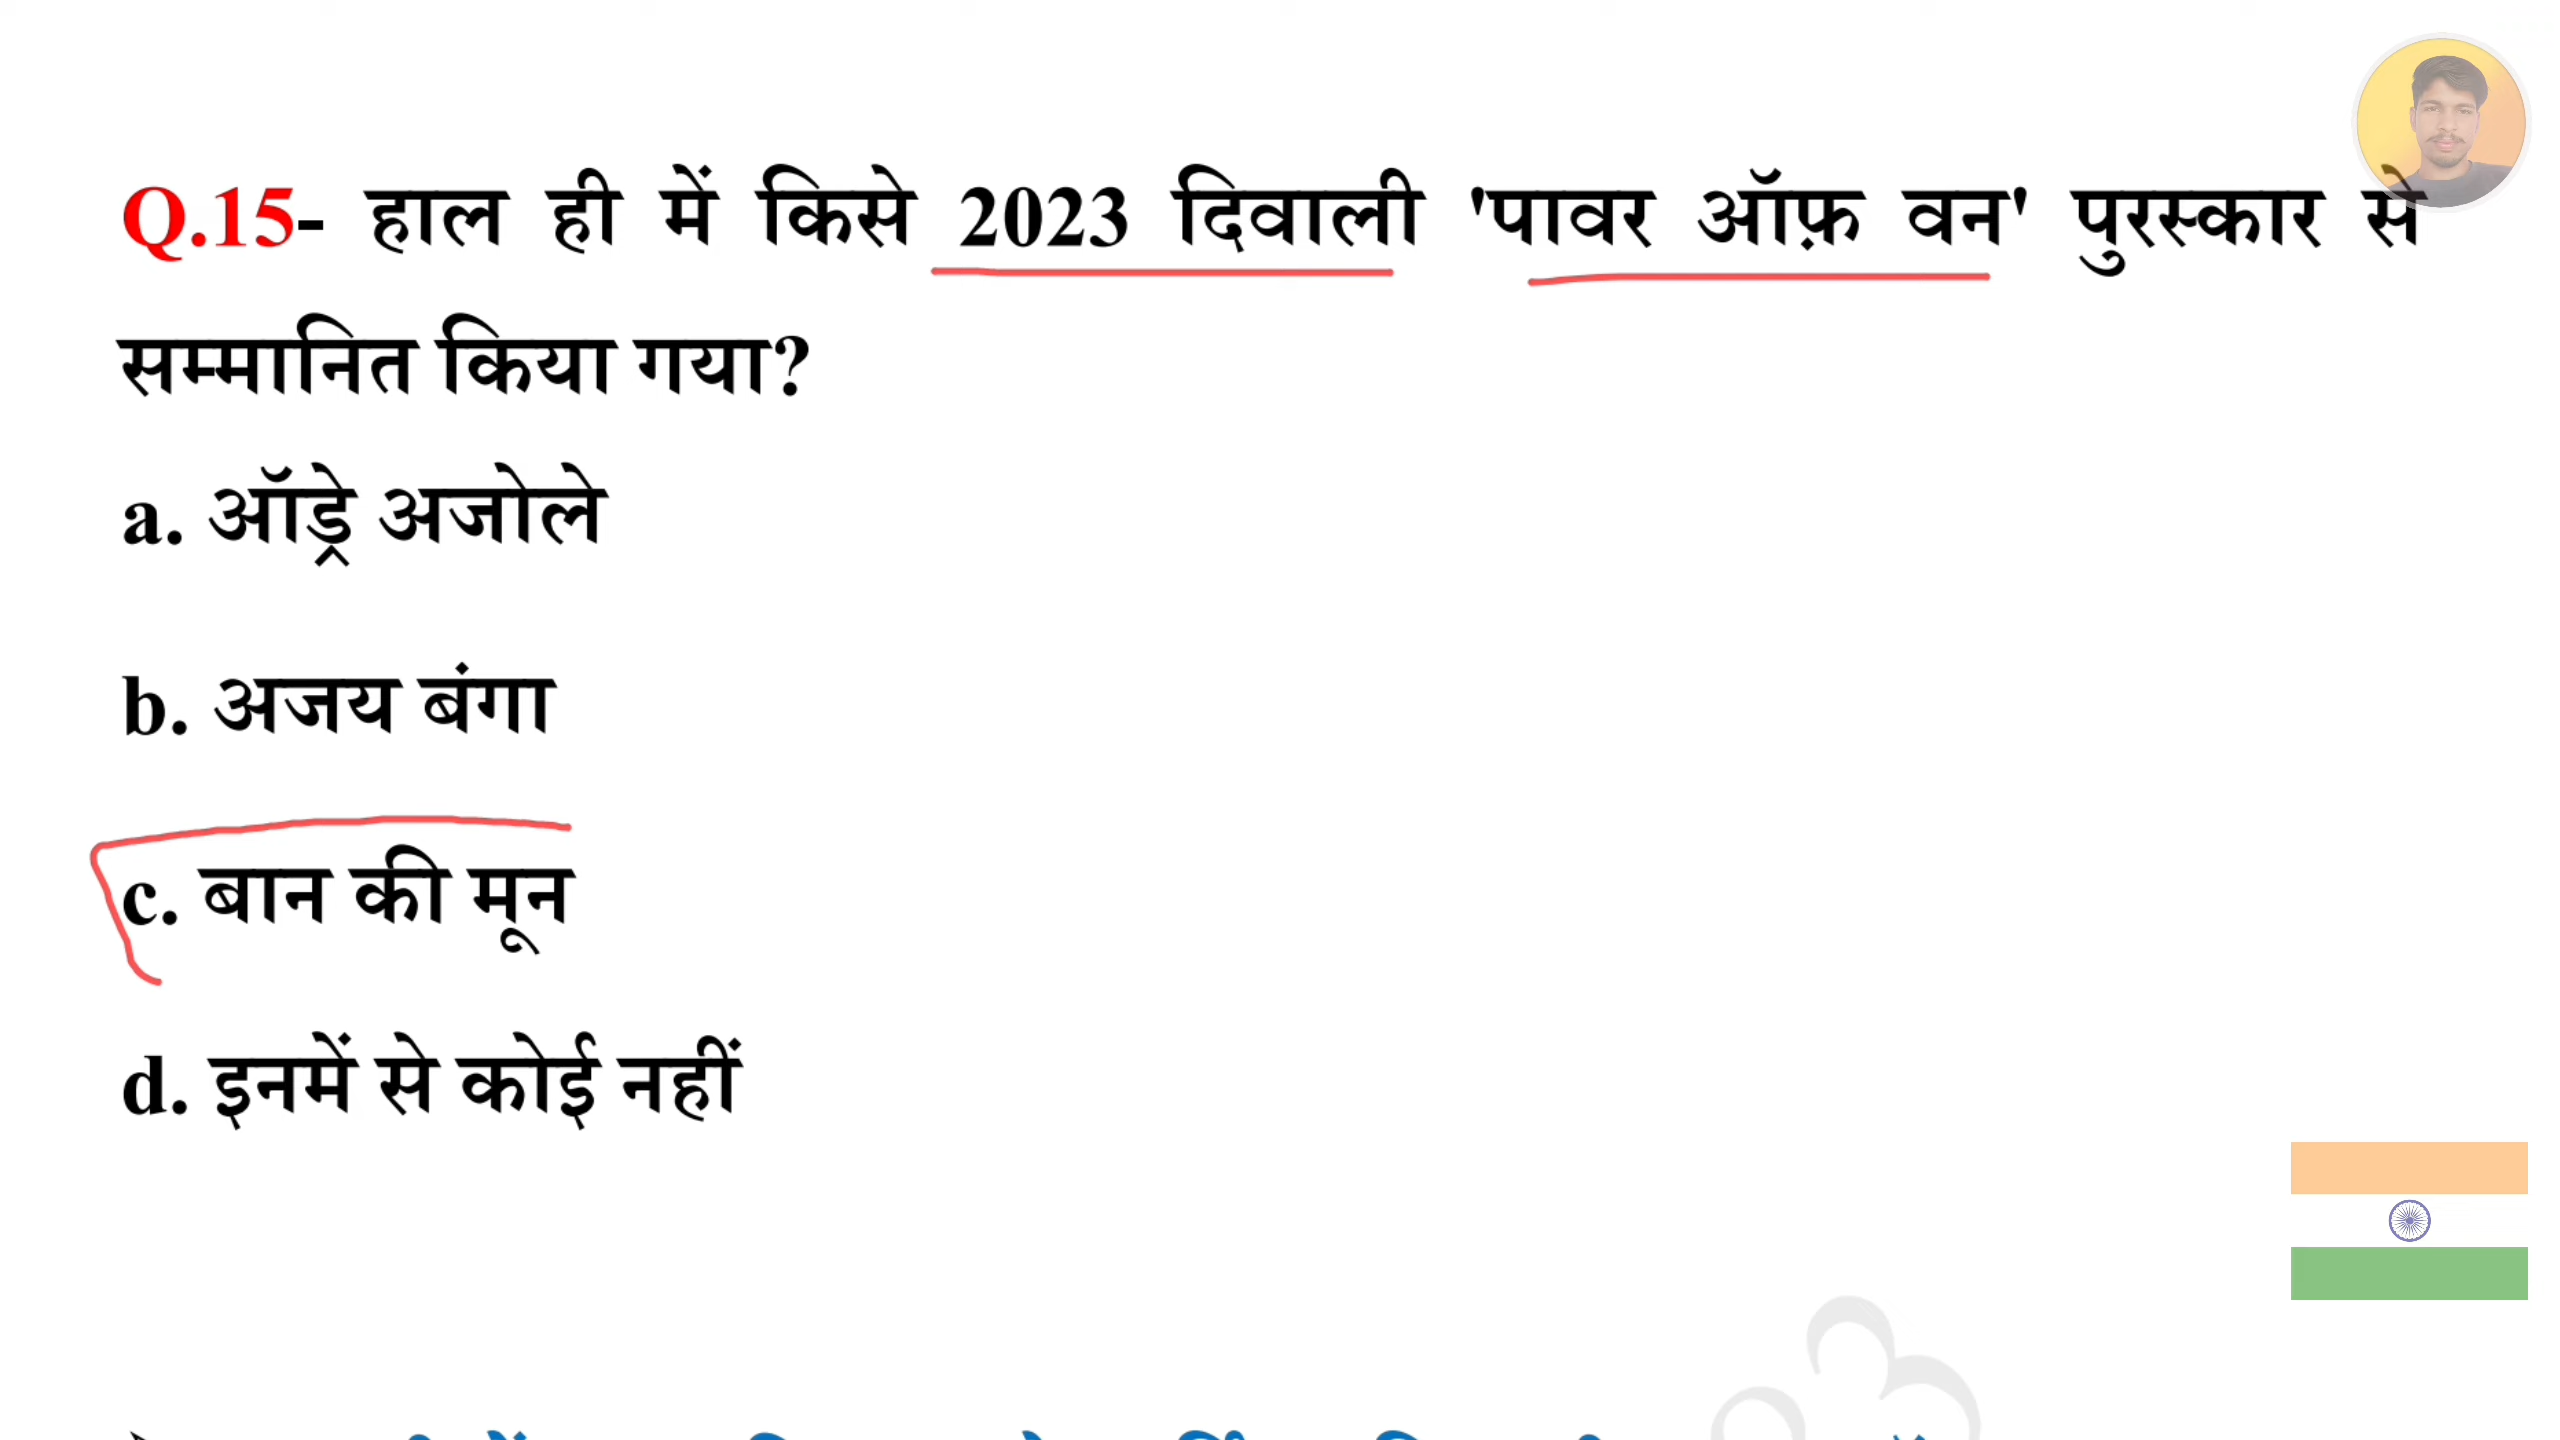 Q.15- हाल ही में किसे 2023 दिवाली 'पावर ऑफ़ वन' पुरस्कार से
सम्मानित किया गया?
a. ऑड्रे अजोले
b. अजय बंगा
c. बान की मून
d. इनमें से कोई नहीं